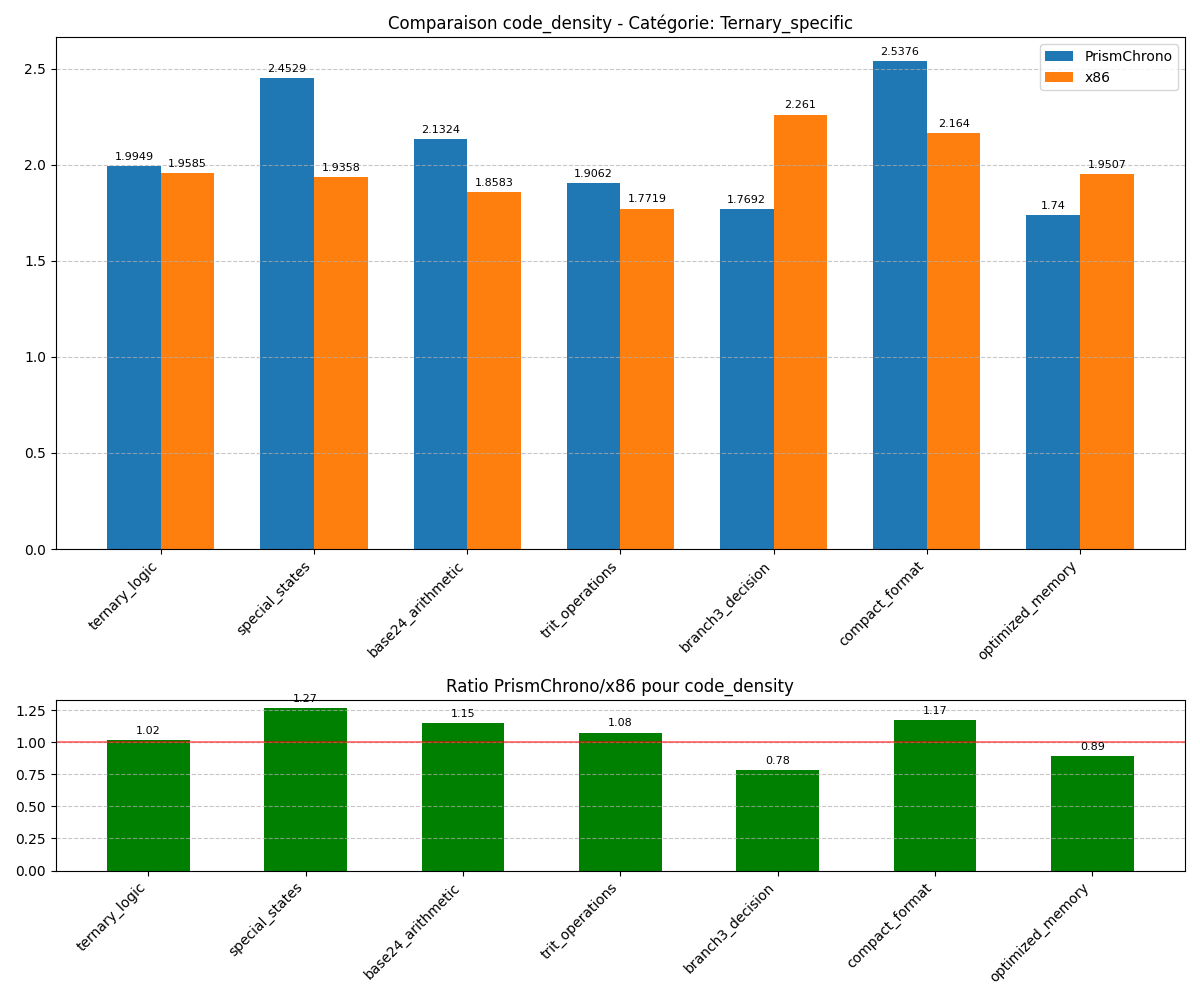 Comparaison code_density - Catégorie: Ternary_specific
PrismChrono
x86
2.5
2.0
1.5
1.0
0.5
0.0
1.9949
1.9585
2.4529
1.9358
2.1324
1.8583
1.9062
1.7719
1.7692
2.261
2.5376
2.164
1.74
1.9507
ternary_logic
special_states
base24_arithmetic
trit_operations
branch3_decision
compact_format
optimized_memory
Ratio PrismChrono/x86 pour code_density
1.25
1.00
0.75
0.50
0.25
0.00
1.02
1.27
1.15
1.08
0.78
1.17
0.89
ternary_logic
special_states
base24_arithmetic
trit_operations
branch3_decision
compact_format
optimized_memory